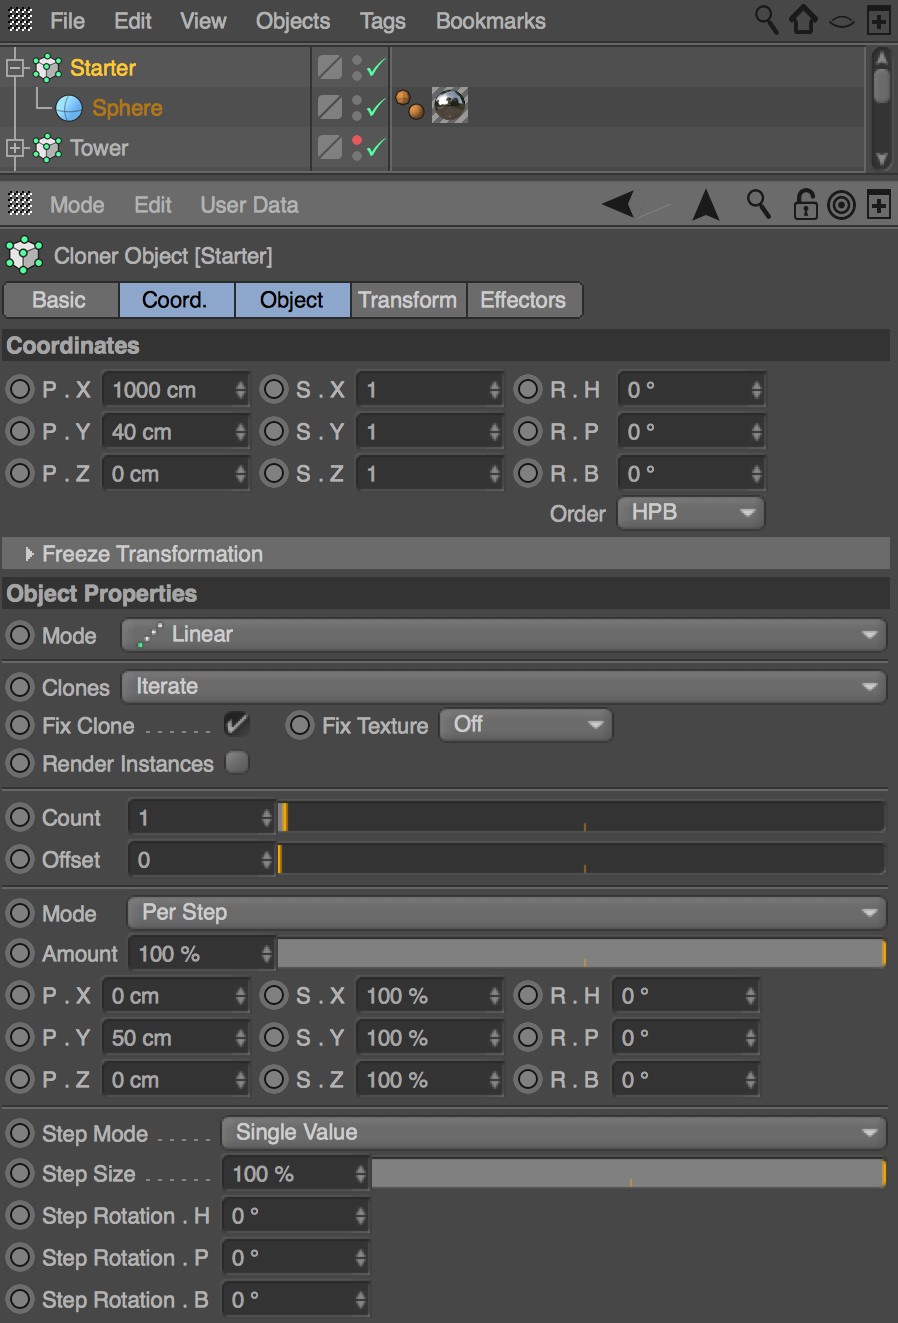 File Edit View Objects Tags Bookmarks
Starter
Sphere
Tower
Mode Edit User Data
Cloner Object [Starter]
Basic Coord. Object Transform Effectors
Coordinates
P . X 1000 cm S . X 1 R . H 0 °
P . Y 40 cm S . Y 1 R . P 0 °
P . Z 0 cm S . Z 1 R . B 0 °
Order HPB
Freeze Transformation
Object Properties
Mode Linear
Clones Iterate
Fix Clone . . . . . . Fix Texture Off
Render Instances
Count 1
Offset 0
Mode Per Step
Amount 100 %
P . X 0 cm S . X 100 % R . H 0 °
P . Y 50 cm S . Y 100 % R . P 0 °
P . Z 0 cm S . Z 100 % R . B 0 °
Step Mode . . . . . Single Value
Step Size . . . . . . 100 %
Step Rotation . H 0 °
Step Rotation . P 0 °
Step Rotation . B 0 °